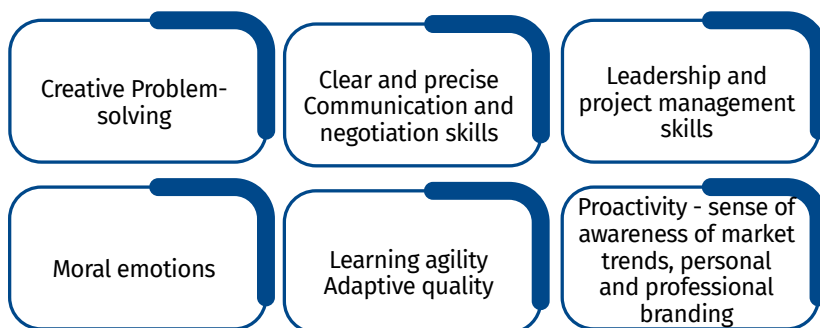 Creative Problem-
solving
Clear and precise
Communication and
negotiation skills
Leadership and
project management
skills
Moral emotions
Learning agility
Adaptive quality
Proactivity - sense of
awareness of market
trends, personal
and professional
branding